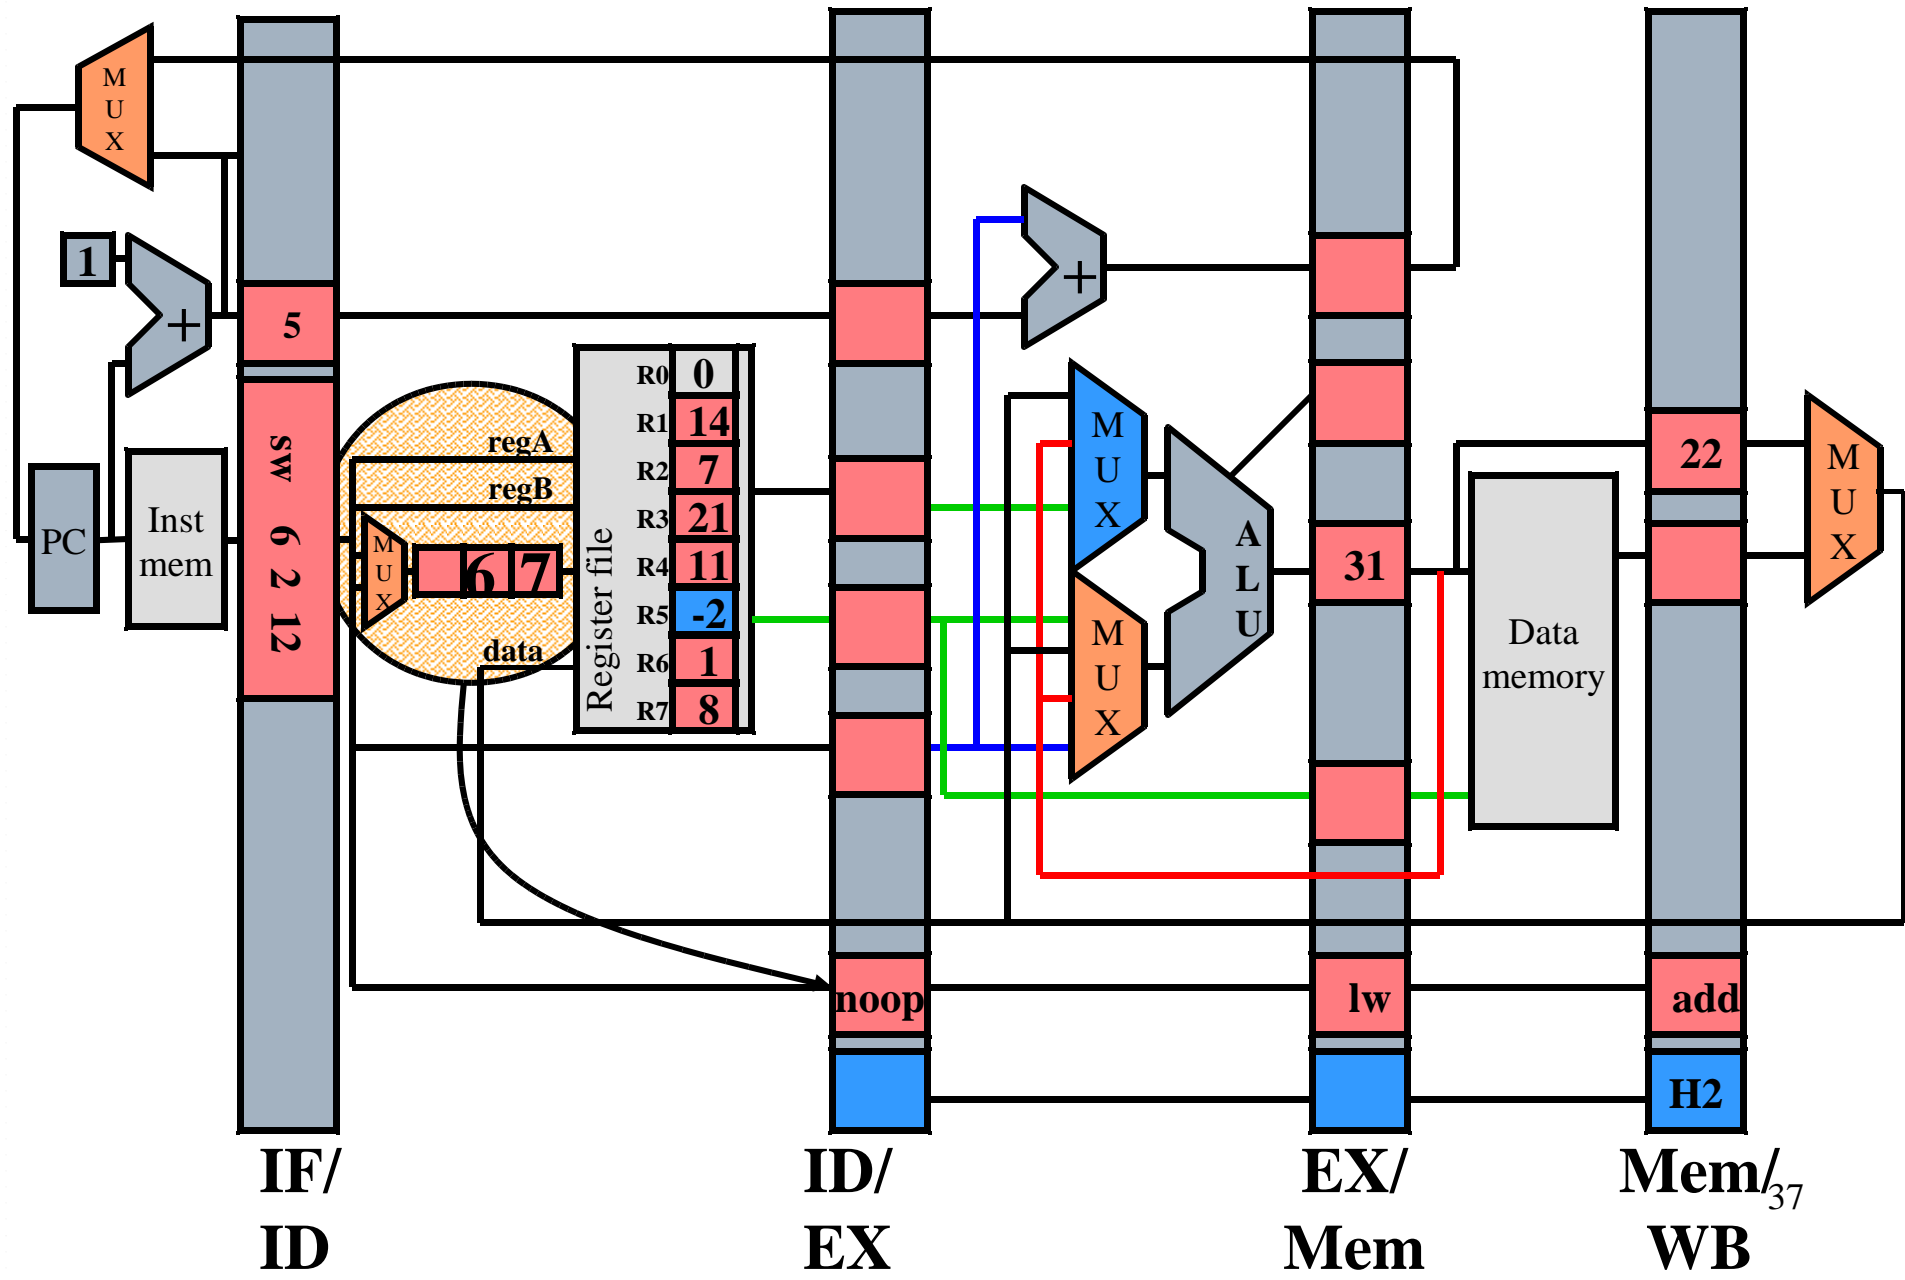 M
U
X
1
+
5
sw 6 2 12
PC
Inst
mem
regA
regB
M
U
X
6 7
data
Register file
R0 0
R1 14
R2 7
R3 21
R4 11
R5 -2
R6 1
R7 8
noop
+
M
U
X
M
U
X
A
L
U
31
lw
Data
memory
22
add
H2
M
U
X
IF/
ID
ID/
EX
EX/
Mem
Mem/
WB
37